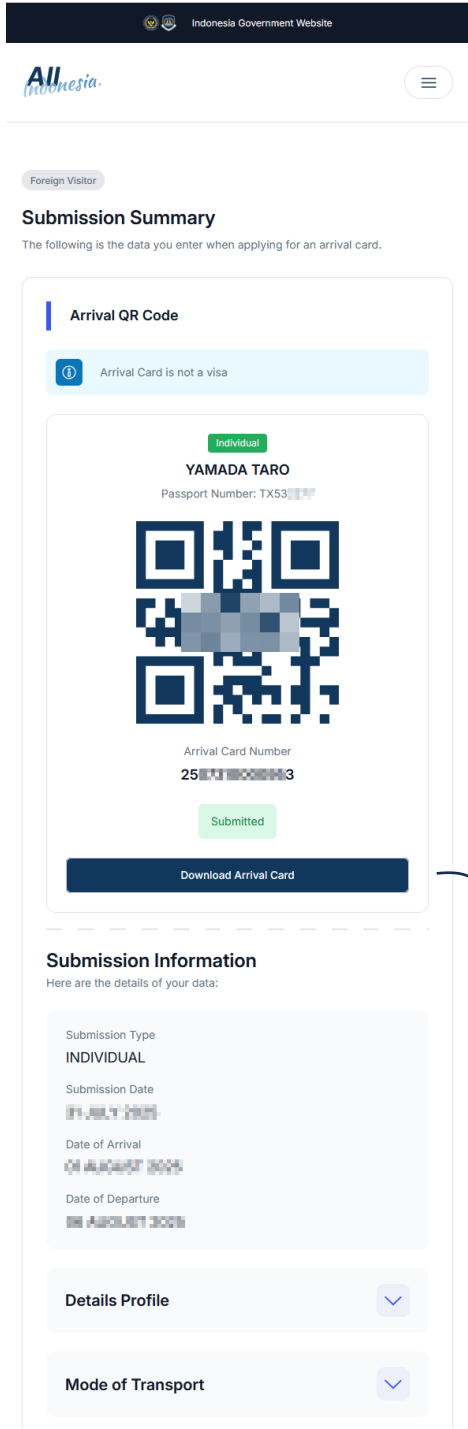 Indonesia Government Website
All
Indonesia.
Foreign Visitor
Submission Summary
The following is the data you enter when applying for an arrival card.
Arrival QR Code
Arrival Card is not a visa
Individual
YAMADA TARO
Passport Number: TX53
Arrival Card Number
25 3
Submitted
Download Arrival Card
Submission Information
Here are the details of your data:
Submission Type
INDIVIDUAL
Submission Date
Date of Arrival
Date of Departure
Details Profile
Mode of Transport